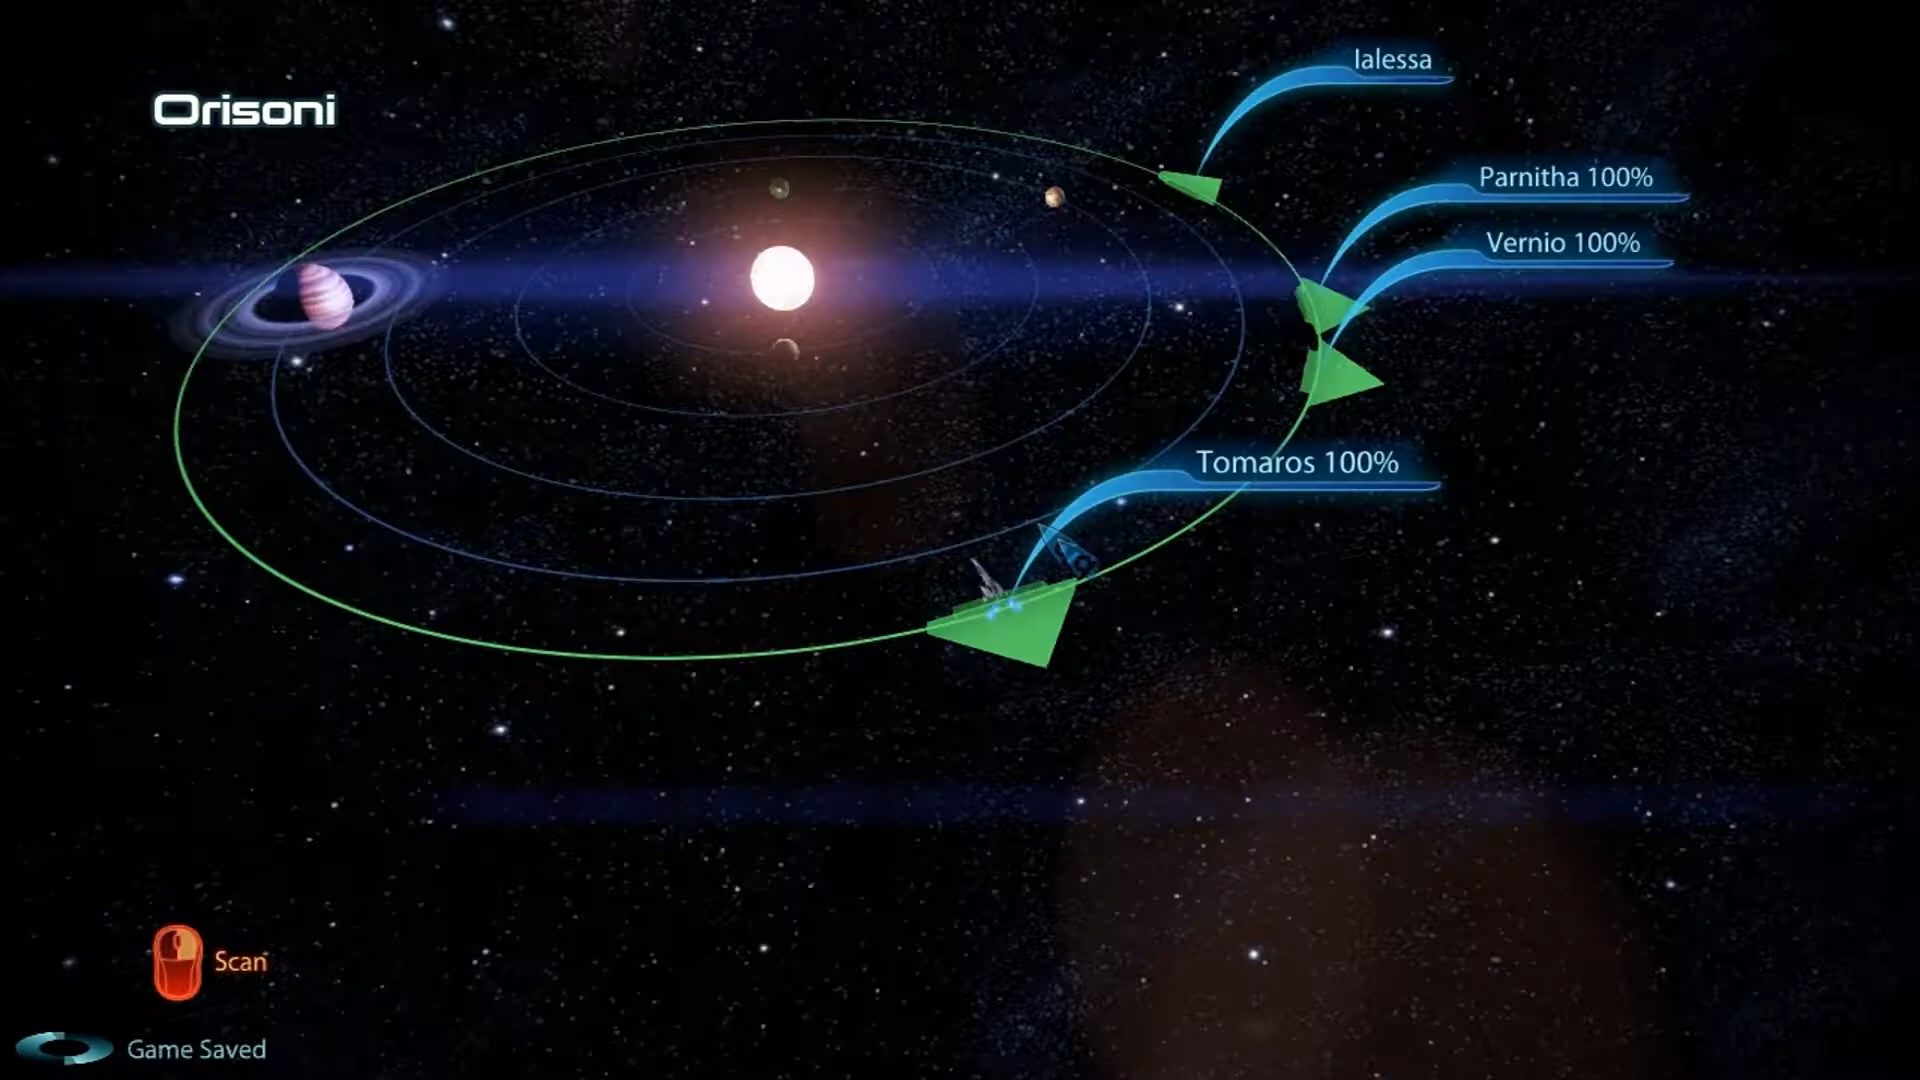 Orisoni
Ialessa
Parnitha 100%
Vernio 100%
Tomaros 100%
Scan
Game Saved